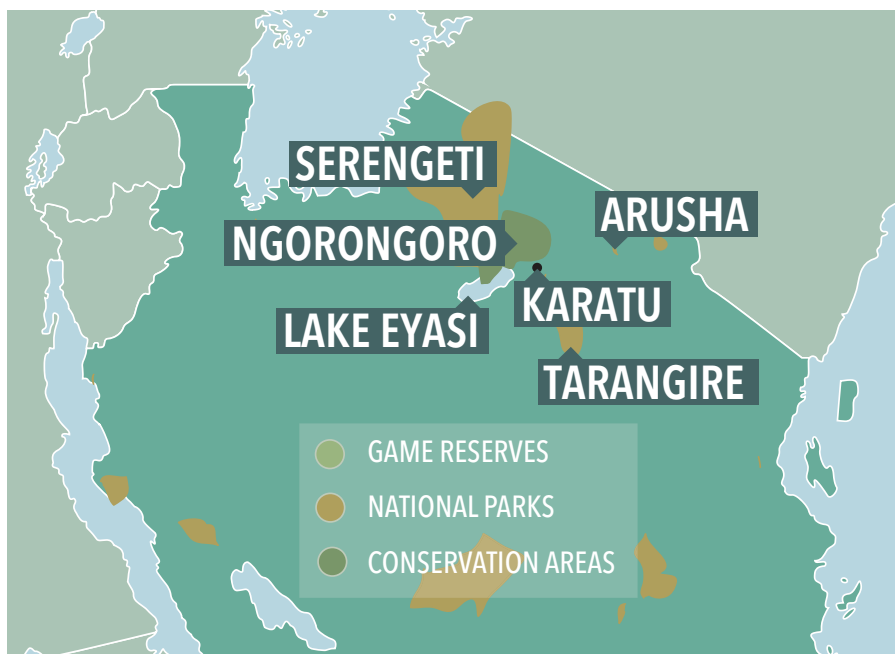 SERENGETI
ARUSHA
NGORONGORO
KARATU
LAKE EYASI
TARANGIRE
GAME RESERVES
NATIONAL PARKS
CONSERVATION AREAS